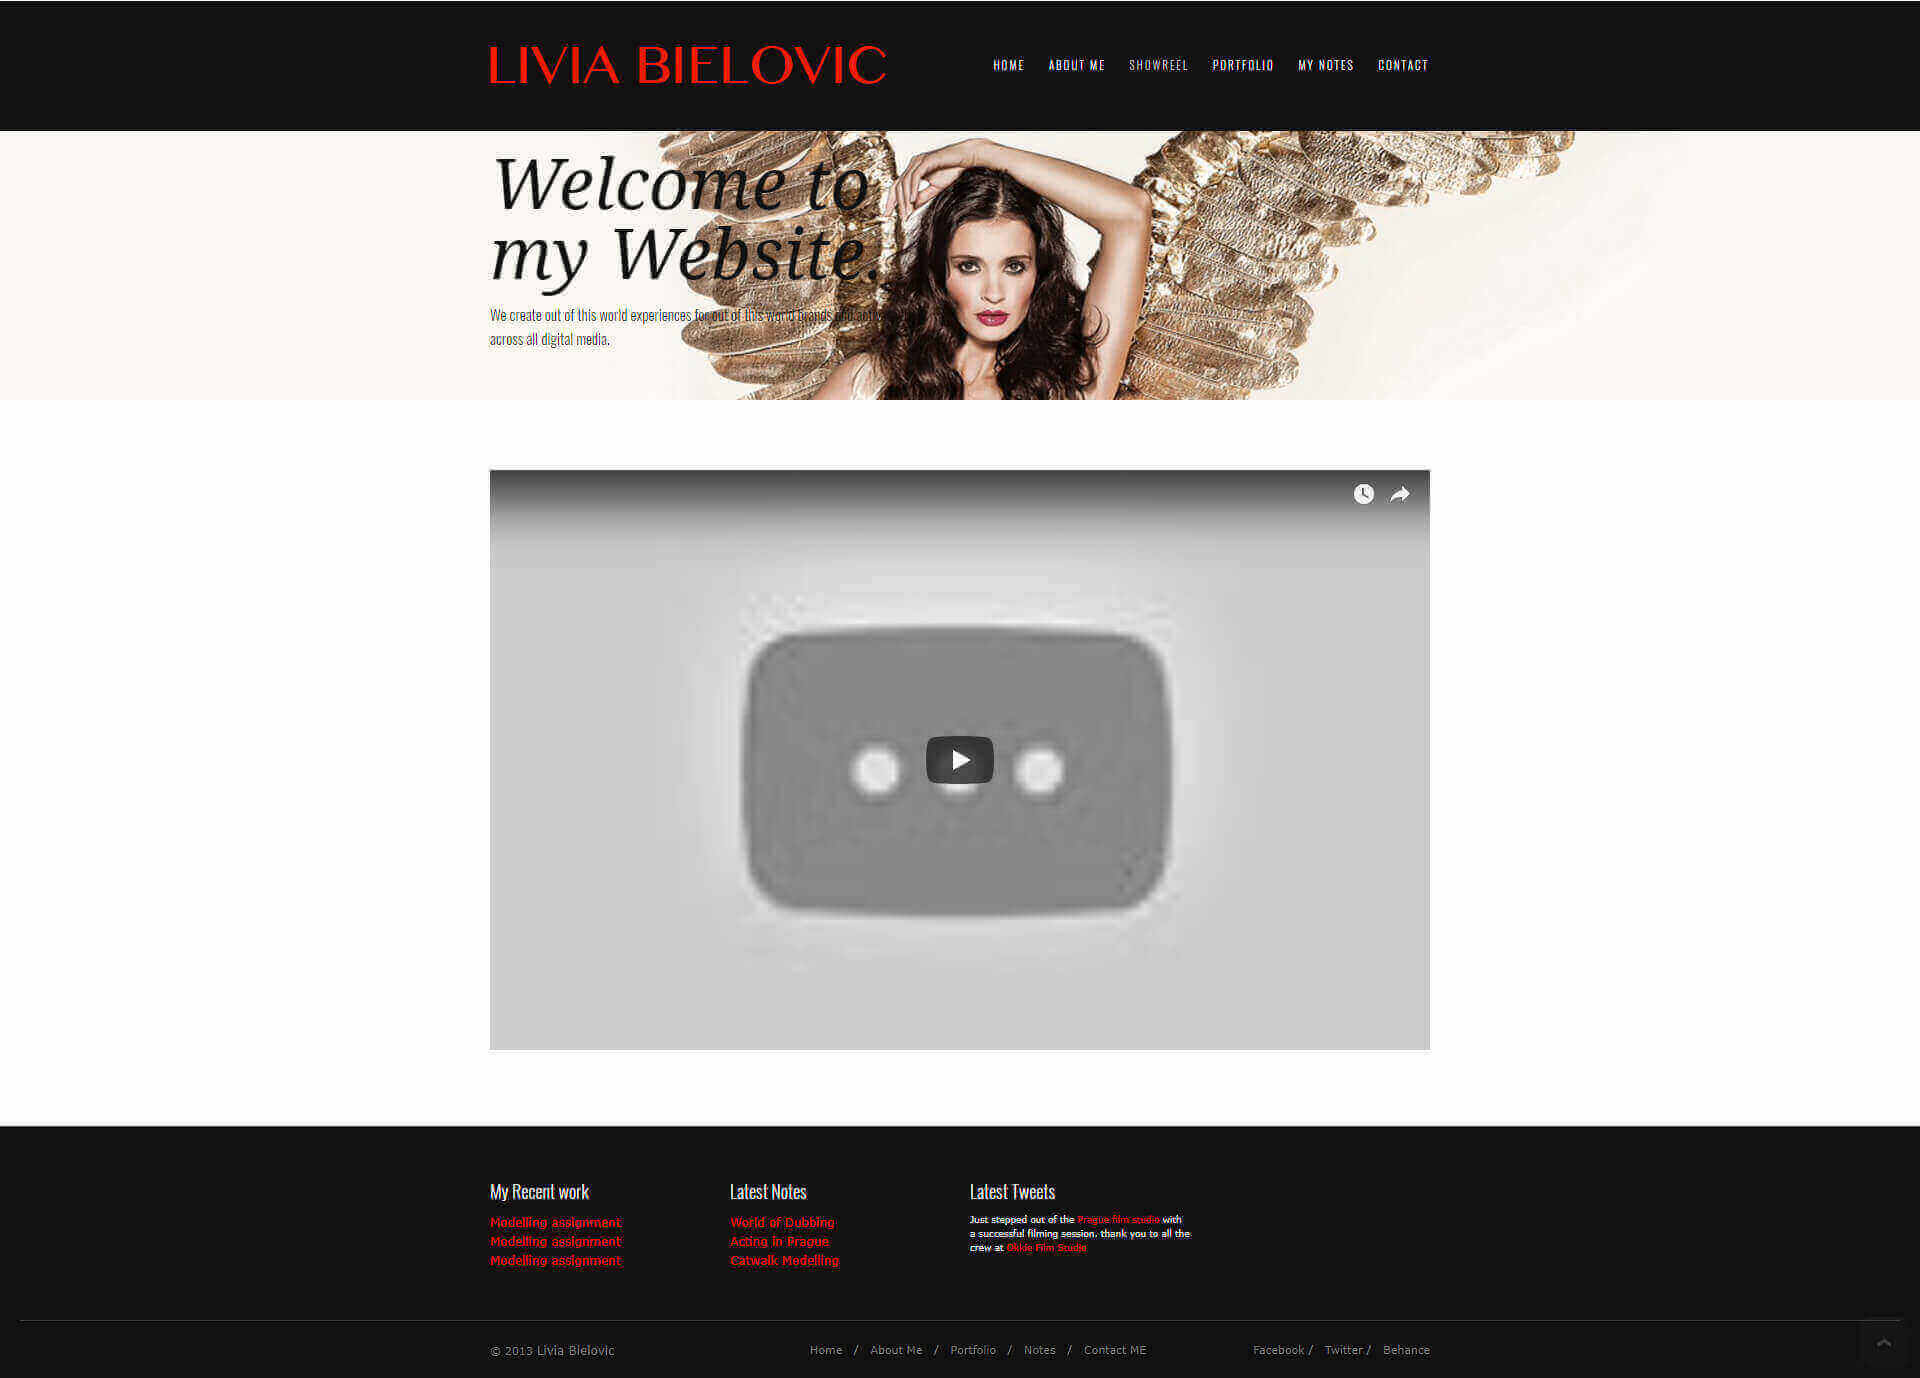 LIVIA BIELOVIC
HOME ABOUT ME SHOWREEL PORTFOLIO MY NOTES CONTACT
Welcome to
my Website.
We create out of this world experiences for out of this world brands and
across all digital media.
My Recent work
Modelling assignment
Modelling assignment
Modelling assignment
Latest Notes
World of Dubbing
Acting in Prague
Catwalk Modelling
Latest Tweets
Just stepped out of the Prague film studio with
a successful filming session. thank you to all the
crew at Okkio Film Studio
© 2013 Livia Bielovic
Home / About Me / Portfolio / Notes / Contact ME
Facebook / Twitter / Behance